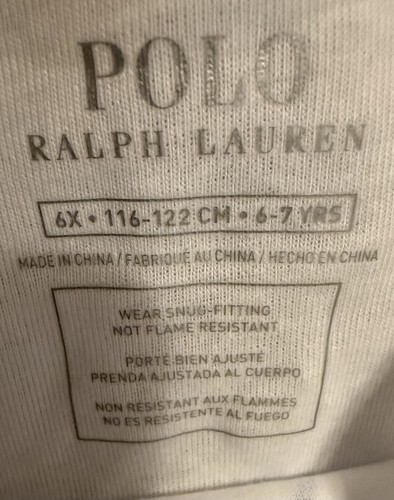 POLO
RALPH LAUREN
6X • 116-122 CM • 6-7 YRS
MADE IN CHINA / FABRIQUÉ AU CHINA / HECHO EN CHINA
WEAR SNUG-FITTING
NOT FLAME RESISTANT
PORTE BIEN AJUSTÉ
PRENDA AJUSTADA AL CUERPO
NON RÉSISTANT AUX FLAMMES
NO ES RESISTENTE AL FUEGO